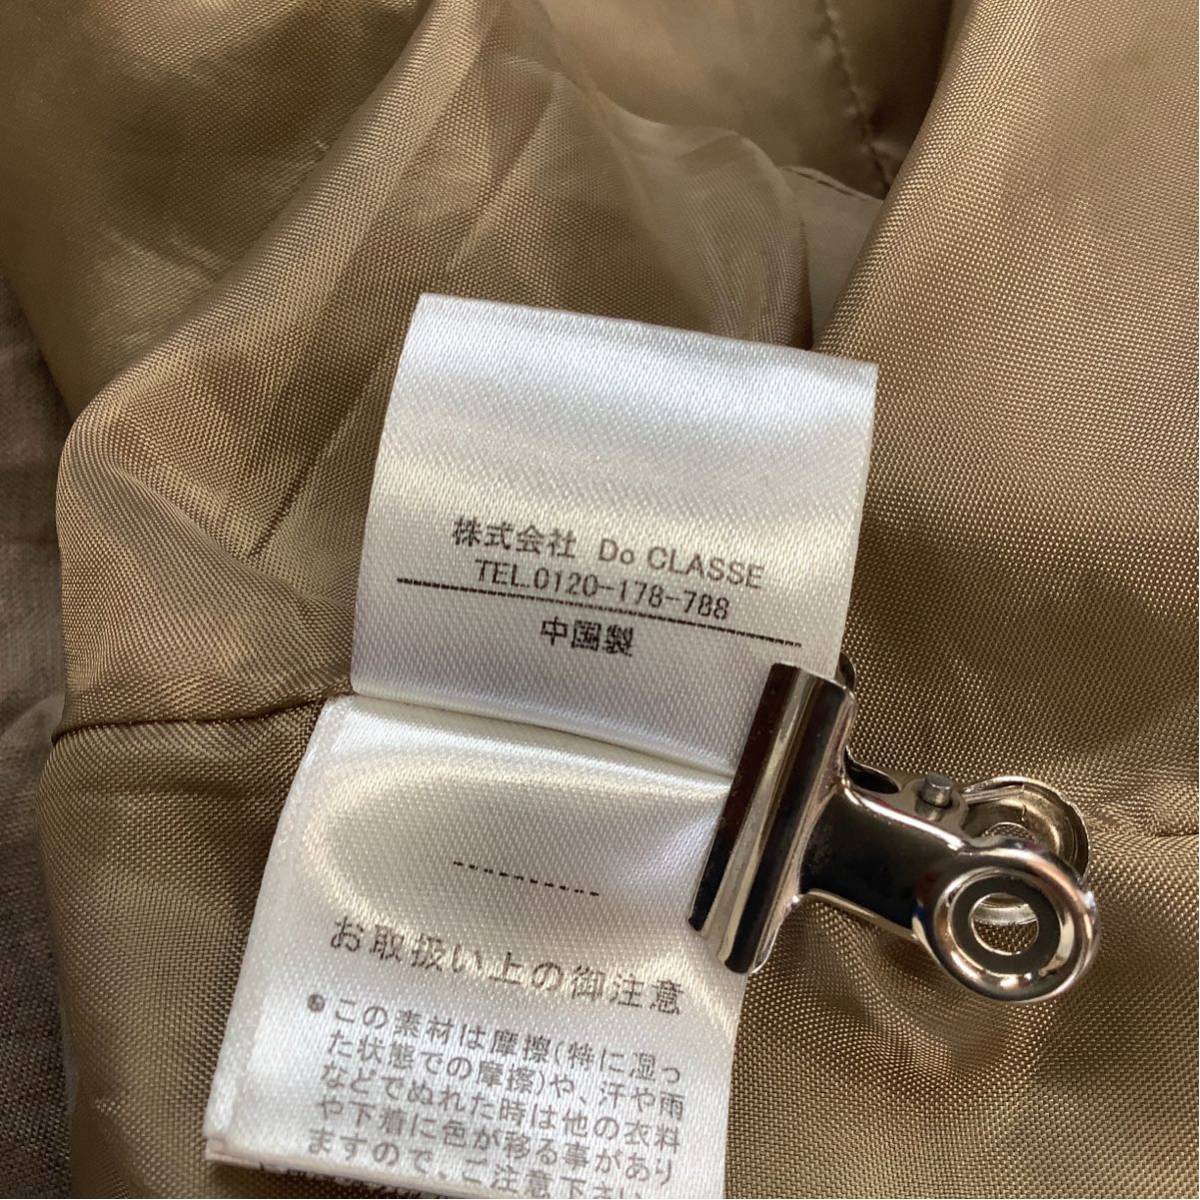 株式会社 Do CLASSE
TEL.0120-178-788
中国製
お取扱い上の御注意
●この素材は摩擦(特に湿っ
た状態での摩擦)や、汗や雨
などでぬれた時は他の衣料
や下着に色が移る事があり
ますので、ご注意下さい